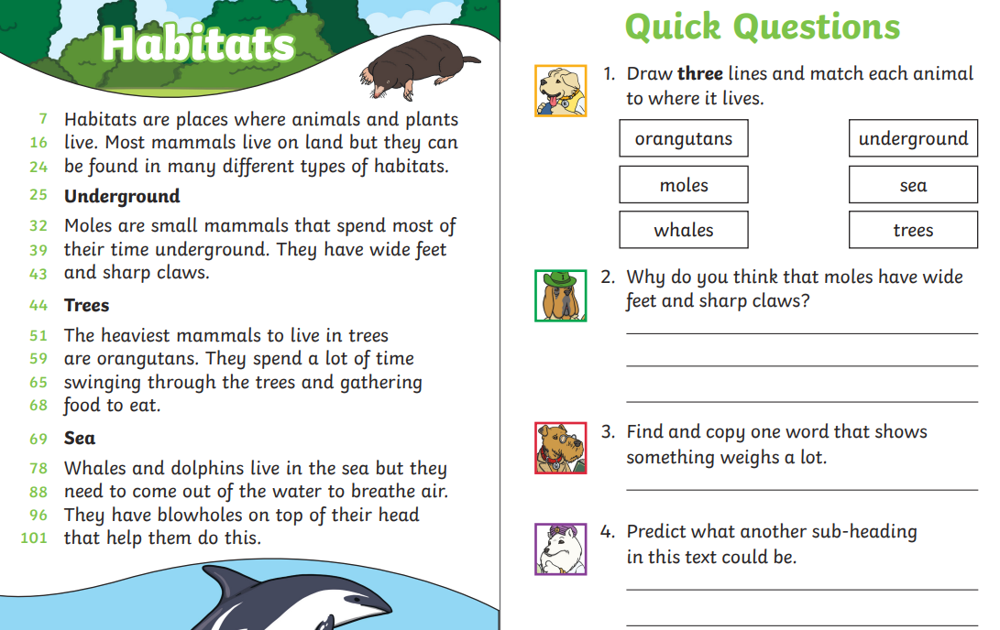 Habitats
7 Habitats are places where animals and plants
16 live. Most mammals live on land but they can
24 be found in many different types of habitats.
25 Underground
32 Moles are small mammals that spend most of
39 their time underground. They have wide feet
43 and sharp claws.
44 Trees
51 The heaviest mammals to live in trees
59 are orangutans. They spend a lot of time
65 swinging through the trees and gathering
68 food to eat.
69 Sea
78 Whales and dolphins live in the sea but they
88 need to come out of the water to breathe air.
96 They have blowholes on top of their head
101 that help them do this.
Quick Questions
1. Draw three lines and match each animal
to where it lives.
orangutans underground
moles sea
whales trees
2. Why do you think that moles have wide
feet and sharp claws?
3. Find and copy one word that shows
something weighs a lot.
4. Predict what another sub-heading
in this text could be.